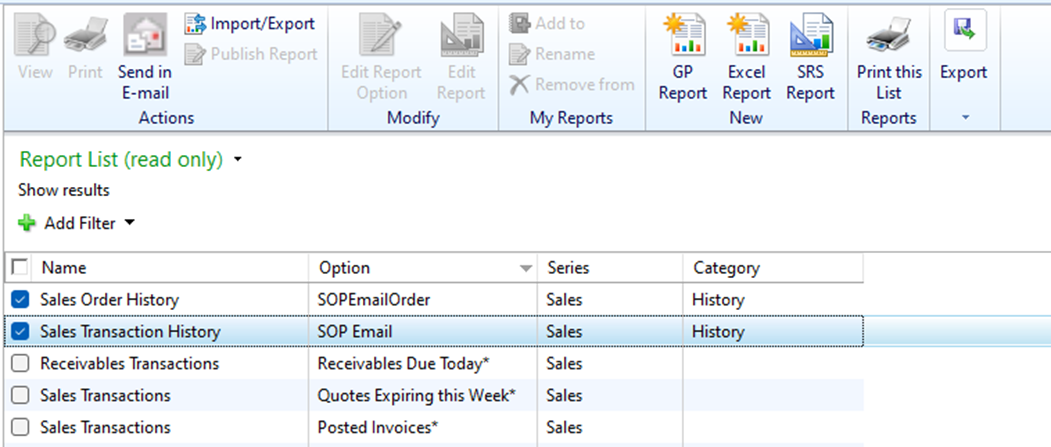 View
Print
Send in
E-mail
Import/Export
Publish Report
Actions
Edit Report
Option
Edit
Report
Modify
Add to
Rename
Remove from
My Reports
GP
Report
Excel
Report
SRS
Report
New
Print this
List
Reports
Export
Report List (read only)
Show results
Add Filter
Name Option Series Category
Sales Order History SOPEmailOrder Sales History
Sales Transaction History SOP Email Sales History
Receivables Transactions Receivables Due Today* Sales
Sales Transactions Quotes Expiring this Week* Sales
Sales Transactions Posted Invoices* Sales